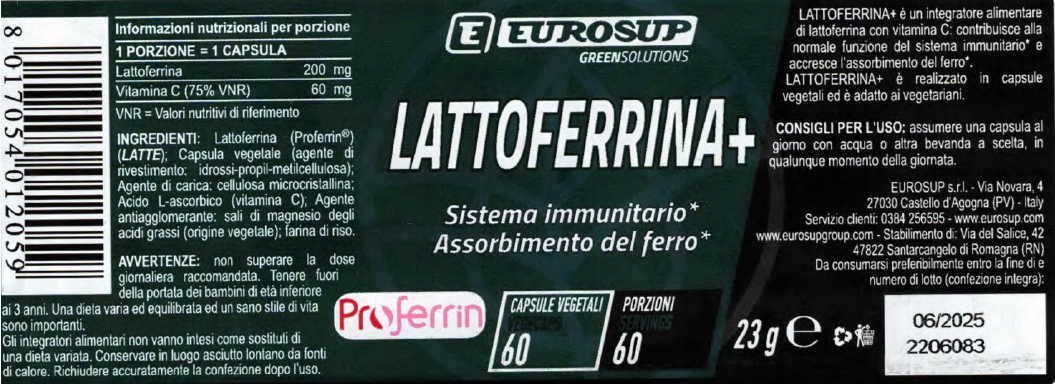 8 017054 012059
Informazioni nutrizionali per porzione
1 PORZIONE = 1 CAPSULA
Lattoferrina 200 mg
Vitamina C (75% VNR) 60 mg
VNR = Valori nutritivi di riferimento
INGREDIENTI: Lattoferrina (Proferrin®)
(LATTE); Capsula vegetale (agente di
rivestimento: idrossi-propil-metilcellulosa);
Agente di carica: cellulosa microcristallina;
Acido L-ascorbico (vitamina C); Agente
antiagglomerante: sali di magnesio degli
acidi grassi (origine vegetale); farina di riso.
AVVERTENZE: non superare la dose
giornaliera raccomandata. Tenere fuori
della portata dei bambini di età inferiore
ai 3 anni. Una dieta varia ed equilibrata ed un sano stile di vita
sono importanti.
Gli integratori alimentari non vanno intesi come sostituti di
una dieta variata. Conservare in luogo asciutto lontano da fonti
di calore. Richiudere accuratamente la confezione dopo l'uso.
E EUROSUP
GREENSOLUTIONS
LATTOFERRINA+
Sistema immunitario*
Assorbimento del ferro*
Proferrin
CAPSULE VEGETALI
VEGECAPS
60
PORZIONI
SERVINGS
60
23 g e
LATTOFERRINA+ è un integratore alimentare
di lattoferrina con vitamina C: contribuisce alla
normale funzione del sistema immunitario* e
accresce l'assorbimento del ferro*.
LATTOFERRINA+ è realizzato in capsule
vegetali ed è adatto ai vegetariani.
CONSIGLI PER L'USO: assumere una capsula al
giorno con acqua o altra bevanda a scelta, in
qualunque momento della giornata.
EUROSUP s.r.l. - Via Novara, 4
27030 Castello d'Agogna (PV) - Italy
Servizio clienti: 0384 256595 - www.eurosup.com
www.eurosupgroup.com - Stabilimento di: Via del Salice, 42
47822 Santarcangelo di Romagna (RN)
Da consumarsi preferibilmente entro la fine di e
numero di lotto (confezione integra):
06/2025
2206083